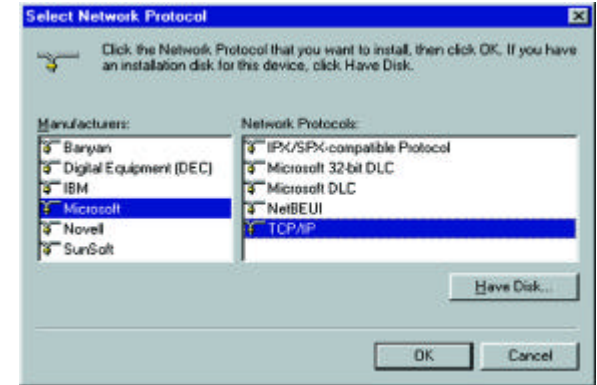 Select Network Protocol
Click the Network Protocol that you want to install, then click OK. If you have
an installation disk for this device, click Have Disk.
Manufacturers:
Banyan
Digital Equipment (DEC)
IBM
Microsoft
Novell
SunSoft
Network Protocols:
IPX/SPX-compatible Protocol
Microsoft 32-bit DLC
Microsoft DLC
NetBEUI
TCP/IP
Have Disk...
OK
Cancel